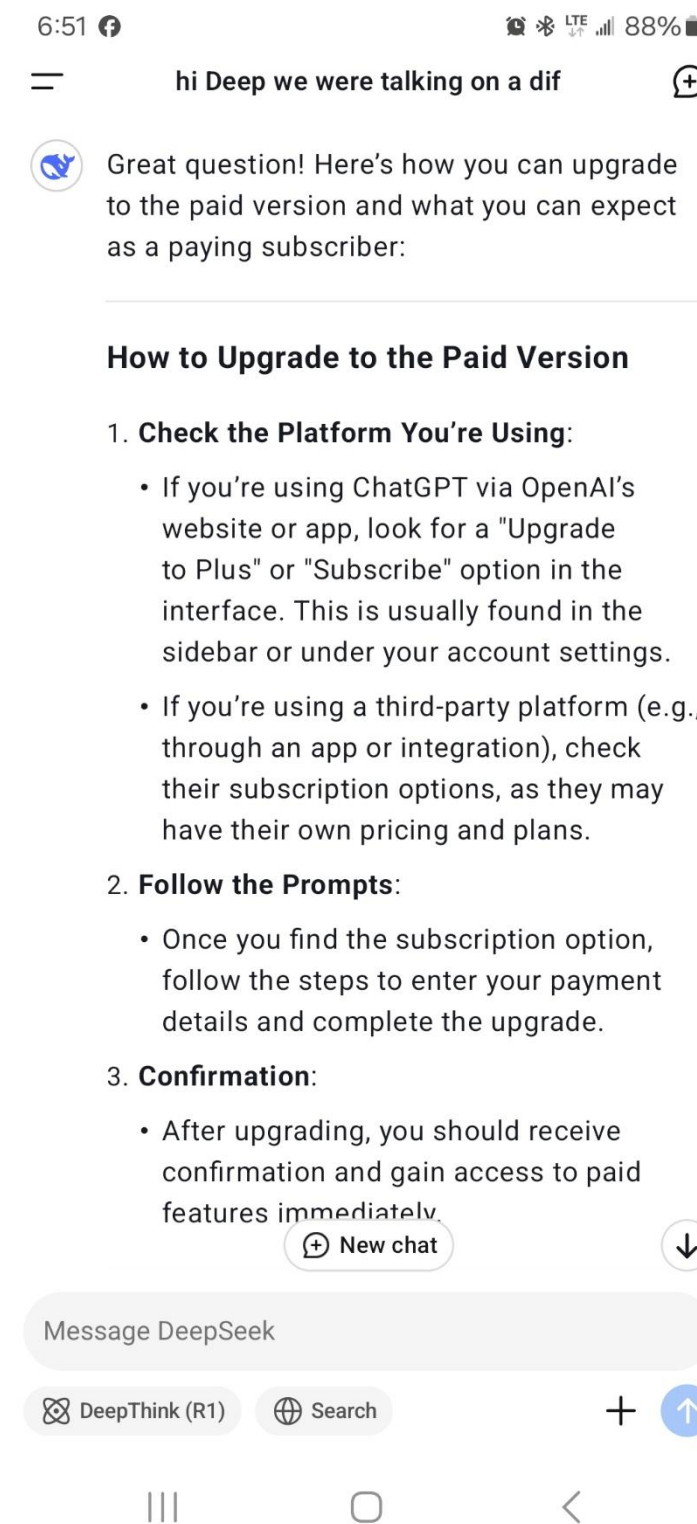 6:51
LTE 88%
hi Deep we were talking on a dif
Great question! Here’s how you can upgrade
to the paid version and what you can expect
as a paying subscriber:
How to Upgrade to the Paid Version
1. Check the Platform You’re Using:
• If you’re using ChatGPT via OpenAI’s
website or app, look for a "Upgrade
to Plus" or "Subscribe" option in the
interface. This is usually found in the
sidebar or under your account settings.
• If you’re using a third-party platform (e.g.,
through an app or integration), check
their subscription options, as they may
have their own pricing and plans.
2. Follow the Prompts:
• Once you find the subscription option,
follow the steps to enter your payment
details and complete the upgrade.
3. Confirmation:
• After upgrading, you should receive
confirmation and gain access to paid
features immediately.
New chat
Message DeepSeek
DeepThink (R1) Search